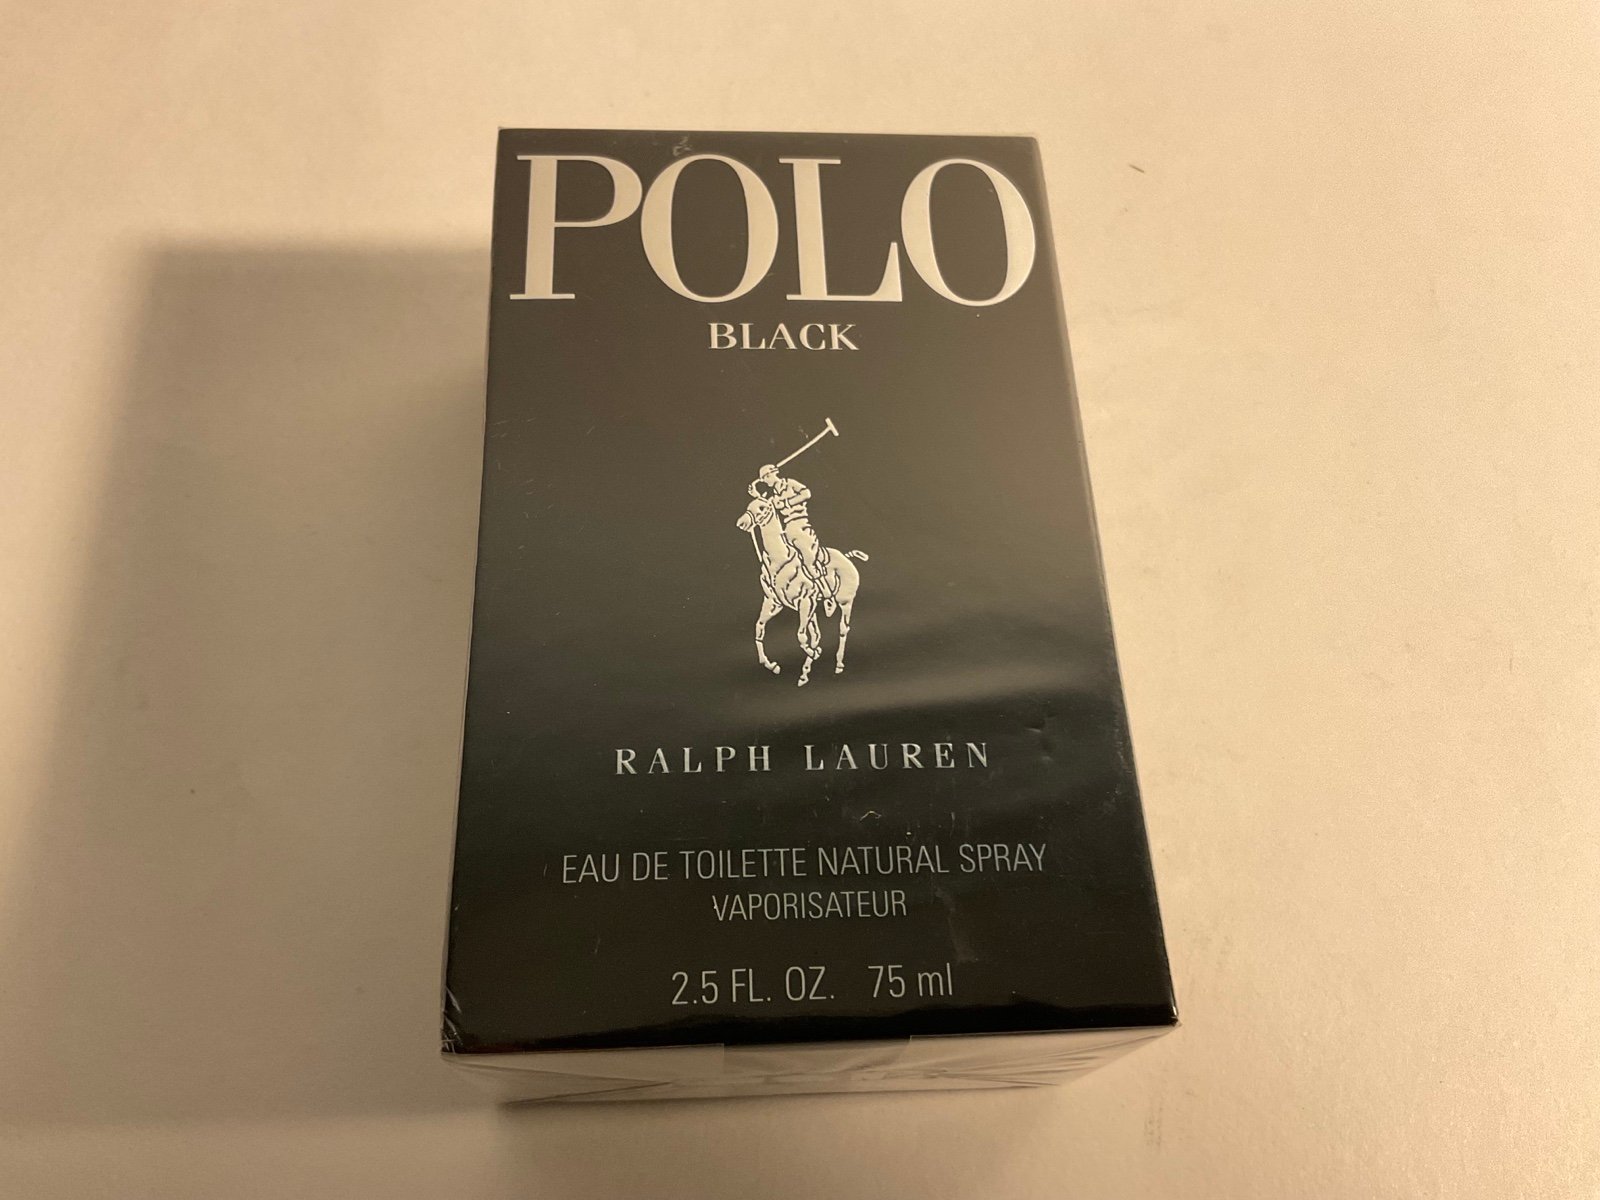 POLO
BLACK
RALPH LAUREN
EAU DE TOILETTE NATURAL SPRAY
VAPORISATEUR
2.5 FL. OZ. 75 ml